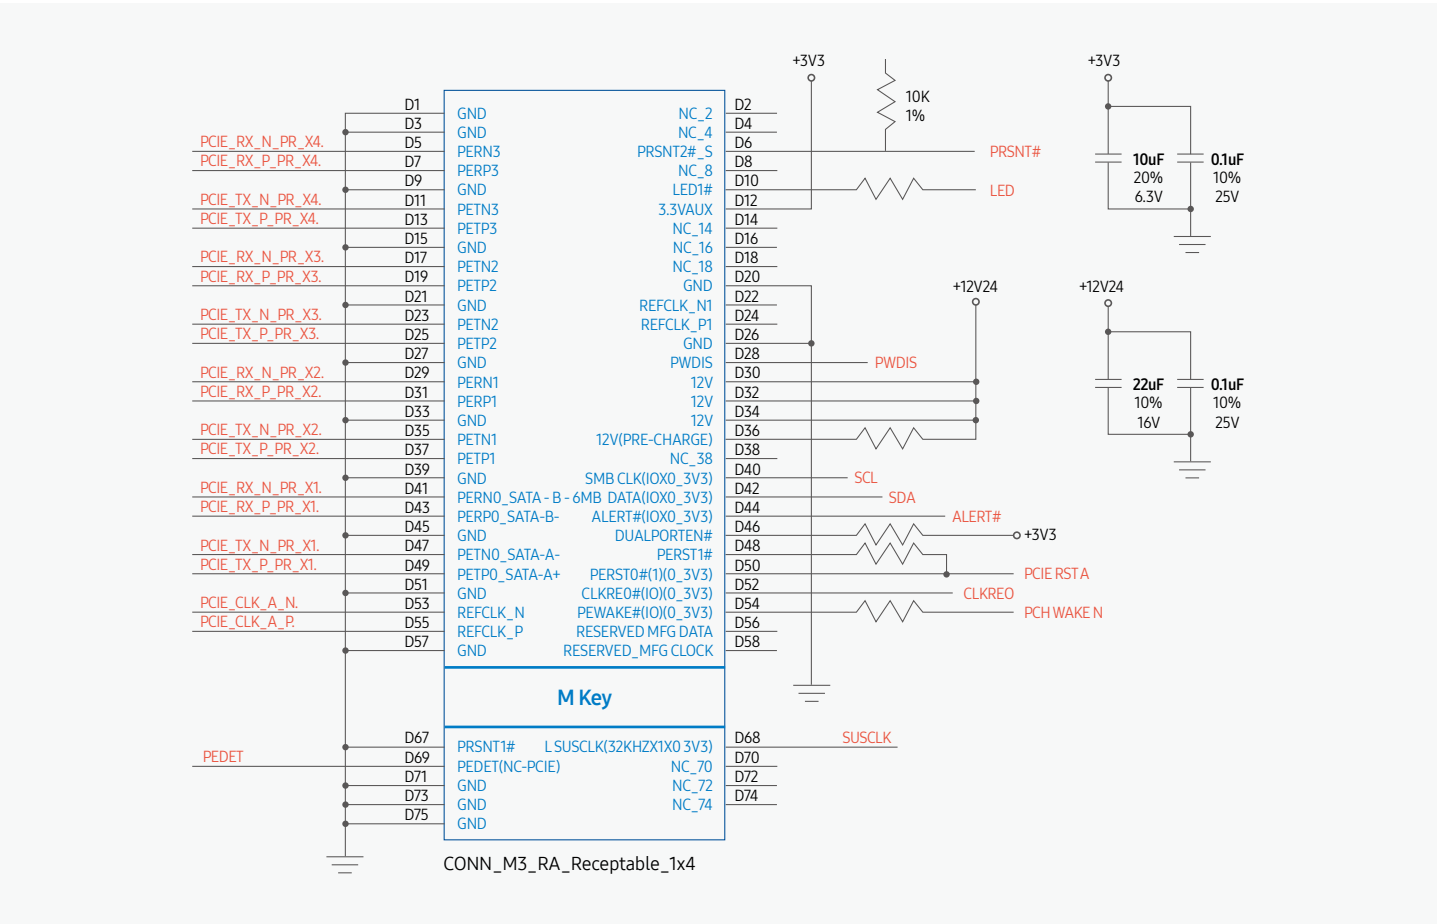 +3V3
10K
1%
+3V3
10uF
20%
6.3V
0.1uF
10%
25V
D1 GND NC_2 D2
D3 GND NC_4 D4
PCIE_RX_N_PR_X4. D5 PERN3 PRSNT2#_S D6 PRSNT#
PCIE_RX_P_PR_X4. D7 PERP3 NC_8 D8
D9 GND LED1# D10 LED
PCIE_TX_N_PR_X4. D11 PETN3 3.3VAUX D12
PCIE_TX_P_PR_X4. D13 PETP3 NC_14 D14
D15 GND NC_16 D16
PCIE_RX_N_PR_X3. D17 PETN2 NC_18 D18
PCIE_RX_P_PR_X3. D19 PETP2 GND D20
D21 GND REFCLK_N1 D22
PCIE_TX_N_PR_X3. D23 PETN2 REFCLK_P1 D24
PCIE_TX_P_PR_X3. D25 PETP2 GND D26
D27 GND PWDIS D28 PWDIS
PCIE_RX_N_PR_X2. D29 PERN1 12V D30
PCIE_RX_P_PR_X2. D31 PERP1 12V D32
D33 GND 12V D34
PCIE_TX_N_PR_X2. D35 PETN1 12V(PRE-CHARGE) D36
PCIE_TX_P_PR_X2. D37 PETP1 NC_38 D38
D39 GND SMB CLK(IOX0_3V3) D40 SCL
PCIE_RX_N_PR_X1. D41 PERN0_SATA - B - 6MB DATA(IOX0_3V3) D42 SDA
PCIE_RX_P_PR_X1. D43 PERP0_SATA-B- ALERT#(IOX0_3V3) D44 ALERT#
D45 GND DUALPORTEN# D46 +3V3
PCIE_TX_N_PR_X1. D47 PETN0_SATA-A- PERST1# D48
PCIE_TX_P_PR_X1. D49 PETP0_SATA-A+ PERST0#(1)(0_3V3) D50 PCIE RST A
D51 GND CLKRE0#(IO)(0_3V3) D52 CLKREO
PCIE_CLK_A_N. D53 REFCLK_N PEWAKE#(IO)(0_3V3) D54 PCH WAKE N
PCIE_CLK_A_P. D55 REFCLK_P RESERVED MFG DATA D56
D57 GND RESERVED_MFG CLOCK D58
+12V24
+12V24
22uF
10%
16V
0.1uF
10%
25V
M Key
D67 PRSNT1# L SUSCLK(32KHZX1X0 3V3) D68 SUSCLK
PEDET D69 PEDET(NC-PCIE) NC_70 D70
D71 GND NC_72 D72
D73 GND NC_74 D74
D75 GND
CONN_M3_RA_Receptable_1x4